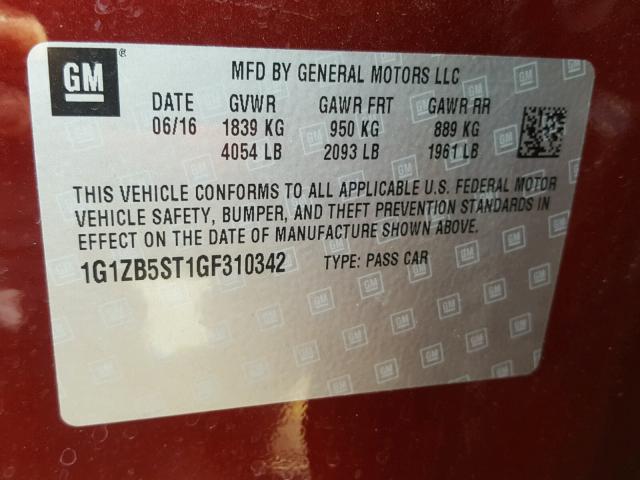 GM ®
MFD BY GENERAL MOTORS LLC
DATE GVWR GAWR FRT GAWR RR
06/16 1839 KG 950 KG 889 KG
4054 LB 2093 LB 1961 LB
THIS VEHICLE CONFORMS TO ALL APPLICABLE U.S. FEDERAL MOTOR
VEHICLE SAFETY, BUMPER, AND THEFT PREVENTION STANDARDS IN
EFFECT ON THE DATE OF MANUFACTURE SHOWN ABOVE.
1G1ZB5ST1GF310342 TYPE: PASS CAR